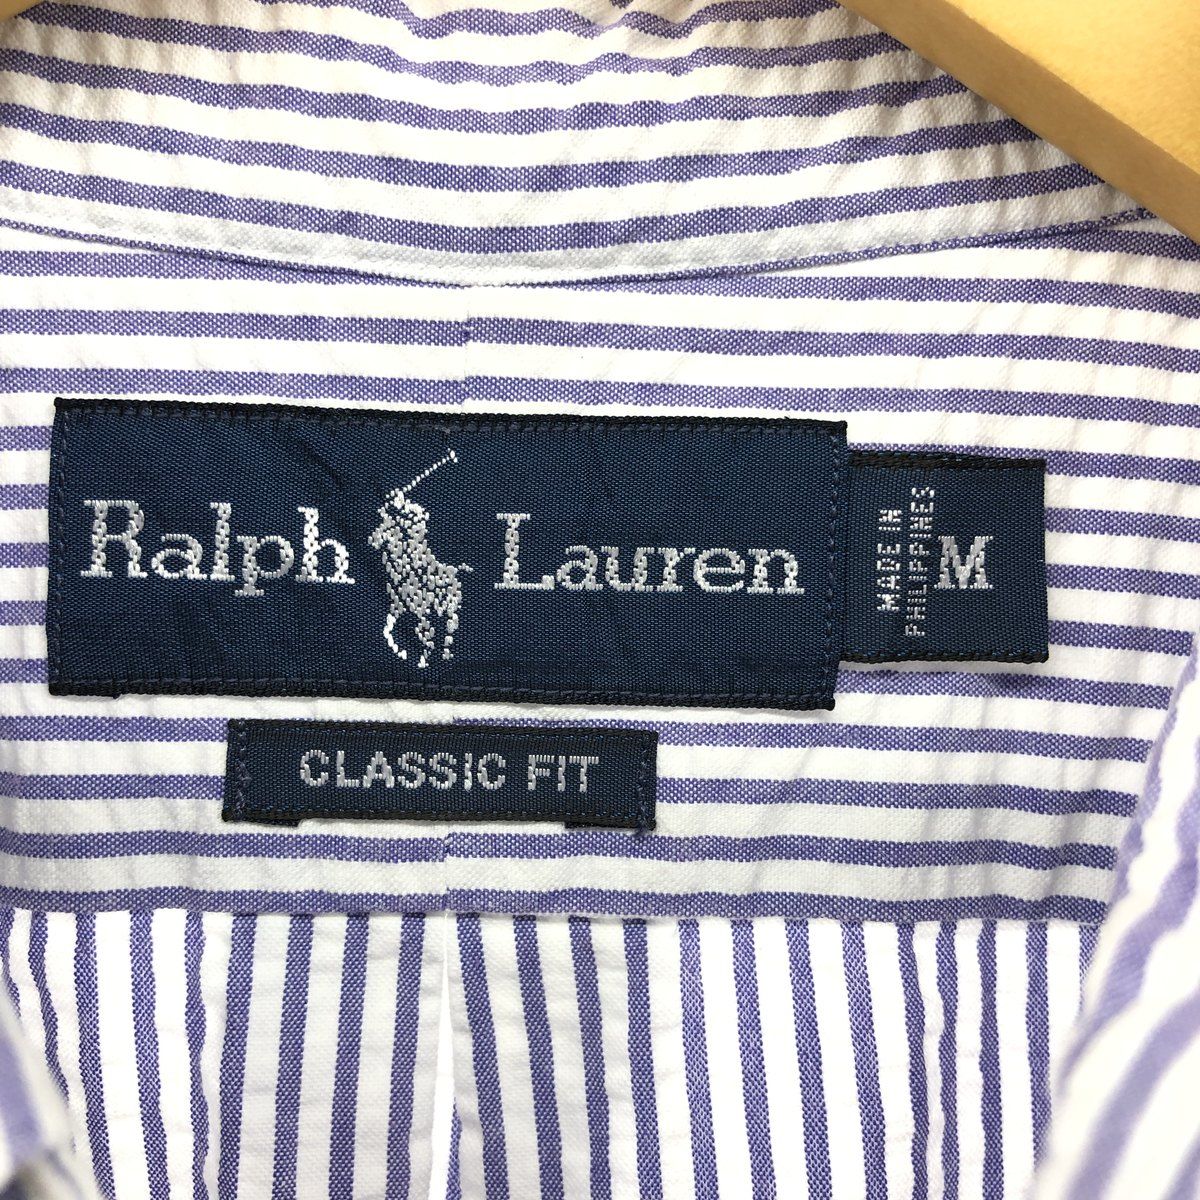 Ralph Lauren
MADE IN
PHILIPPINES
M
CLASSIC FIT